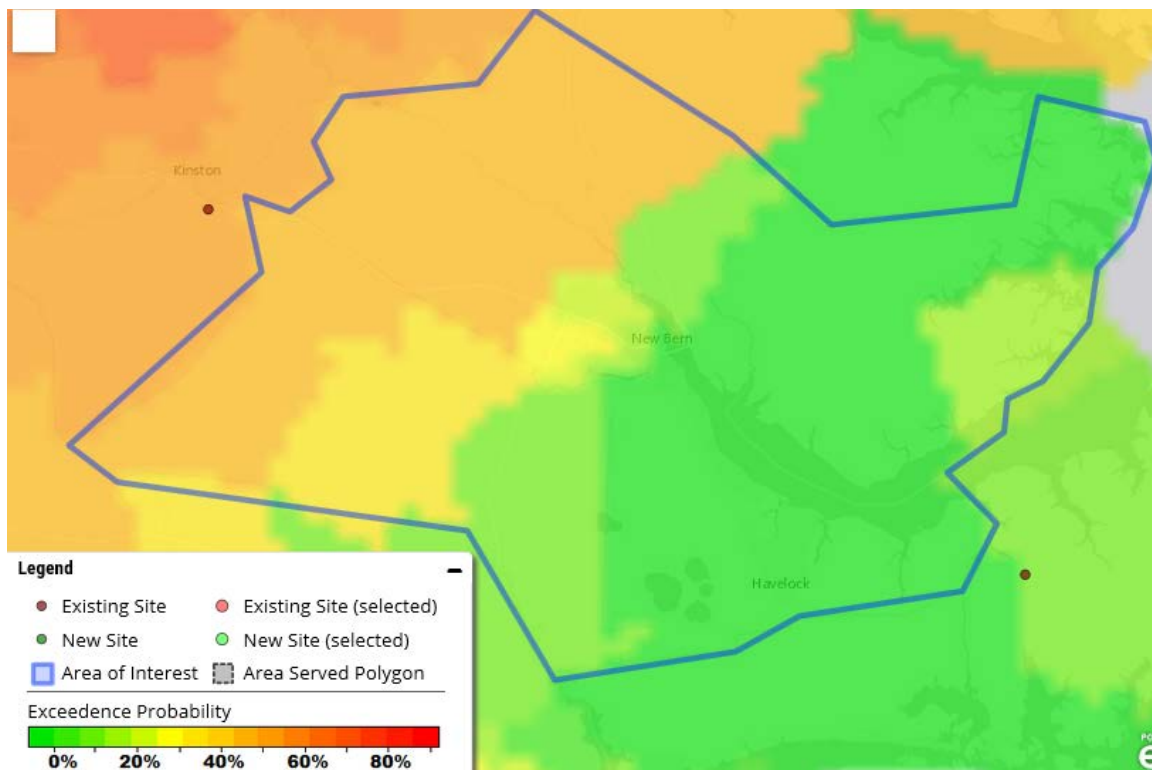 Kinston
New Bern
Havelock
Legend
Existing Site
Existing Site (selected)
New Site
New Site (selected)
Area of Interest
Area Served Polygon
Exceedence Probability
0% 20% 40% 60% 80%